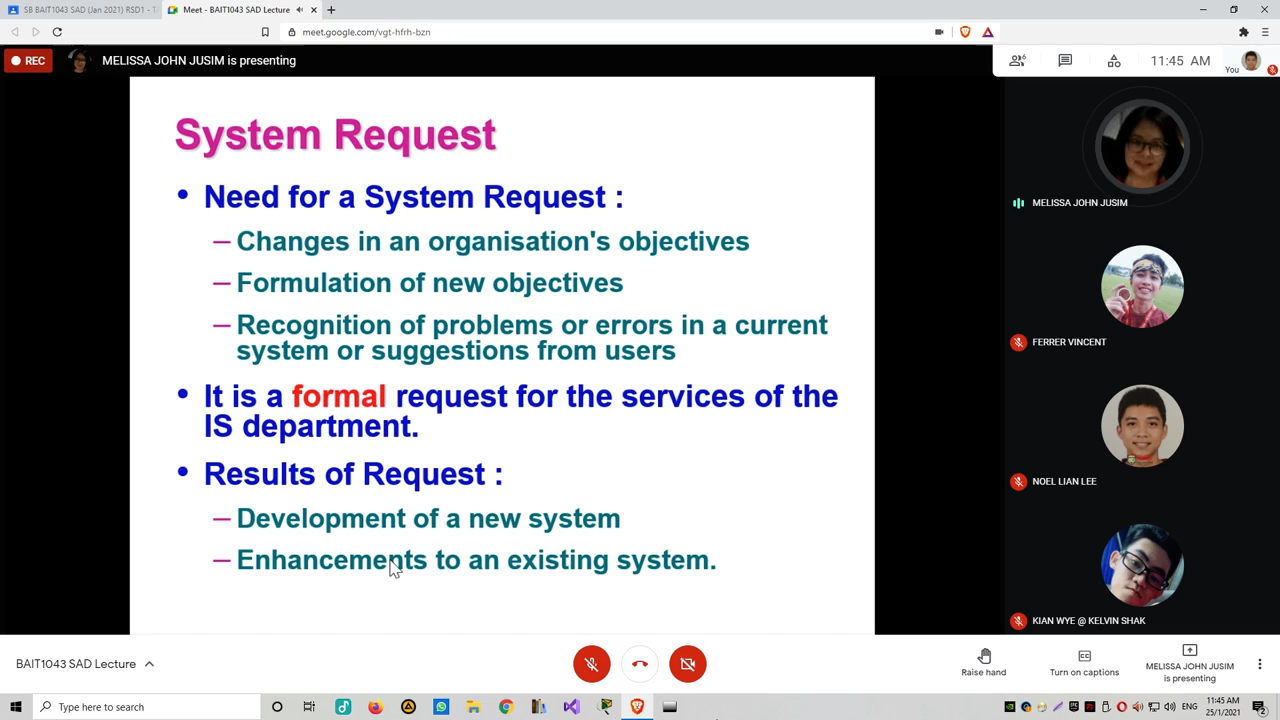 SB BAIT1043 SAD (Jan 2021) RSD1 - T
Meet - BAIT1043 SAD Lecture
meet.google.com/vgt-hfrh-bzn
REC
MELISSA JOHN JUSIM is presenting
6
11:45 AM
You
System Request
• Need for a System Request :
– Changes in an organisation's objectives
– Formulation of new objectives
– Recognition of problems or errors in a current
system or suggestions from users
• It is a formal request for the services of the
IS department.
• Results of Request :
– Development of a new system
– Enhancements to an existing system.
MELISSA JOHN JUSIM
FERRER VINCENT
NOEL LIAN LEE
KIAN WYE @ KELVIN SHAK
BAIT1043 SAD Lecture
Raise hand
Turn on captions
MELISSA JOHN JUSIM
is presenting
Type here to search
ENG
11:45 AM
25/1/2021